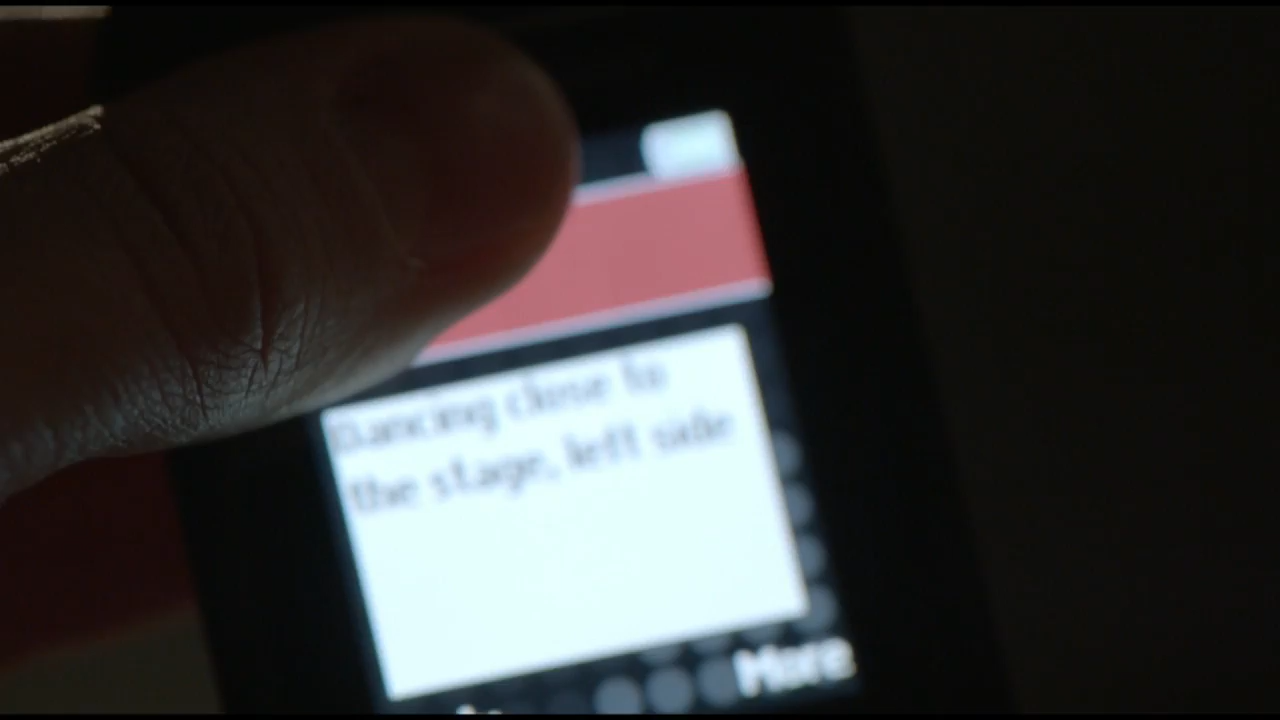 Dancing close to
the stage, left side
More